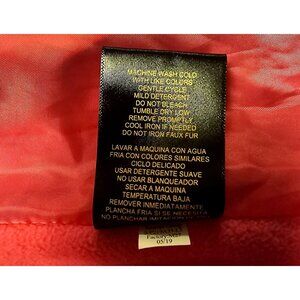 MACHINE WASH COLD
WITH LIKE COLORS
GENTLE CYCLE
MILD DETERGENT
DO NOT BLEACH
TUMBLE DRY LOW
REMOVE PROMPTLY
COOL IRON IF NEEDED
DO NOT IRON FAUX FUR
LAVAR A MAQUINA CON AGUA
FRIA CON COLORES SIMILARES
CICLO DELICADO
USAR DETERGENTE SUAVE
NO USAR BLANQUEADOR
SECAR A MAQUINA
TEMPERATURA BAJA
REMOVER INMEDIATAMENTE
PLANCHA FRIA SI SE NECESITA
NO PLANCHAR IMITACION DE
05/19